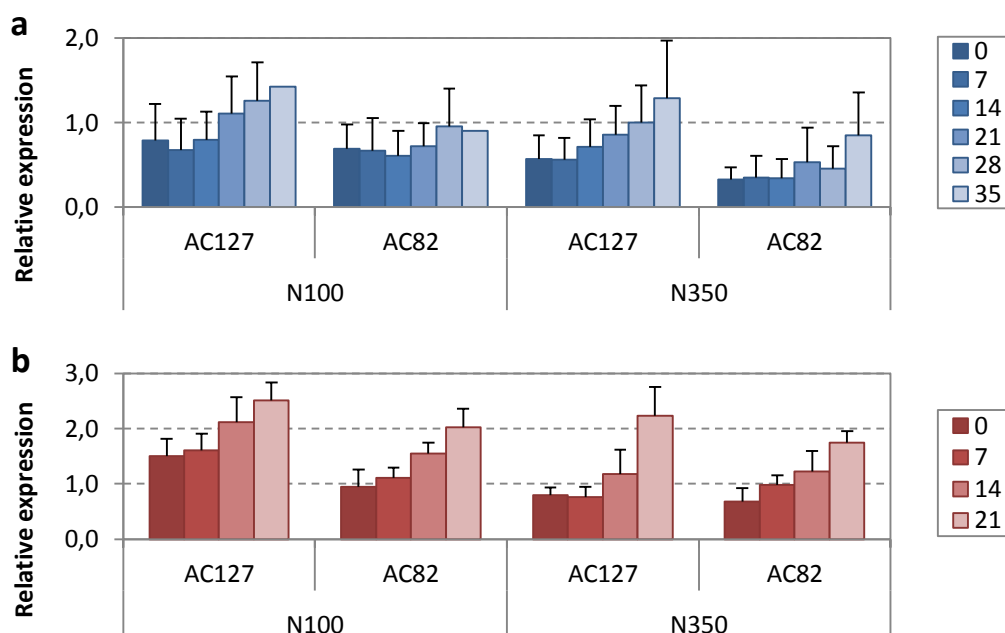 a
Relative expression
2,0
1,0
0,0
AC127 AC82 AC127 AC82
N100 N350
0
7
14
21
28
35
b
Relative expression
3,0
2,0
1,0
0,0
AC127 AC82 AC127 AC82
N100 N350
0
7
14
21